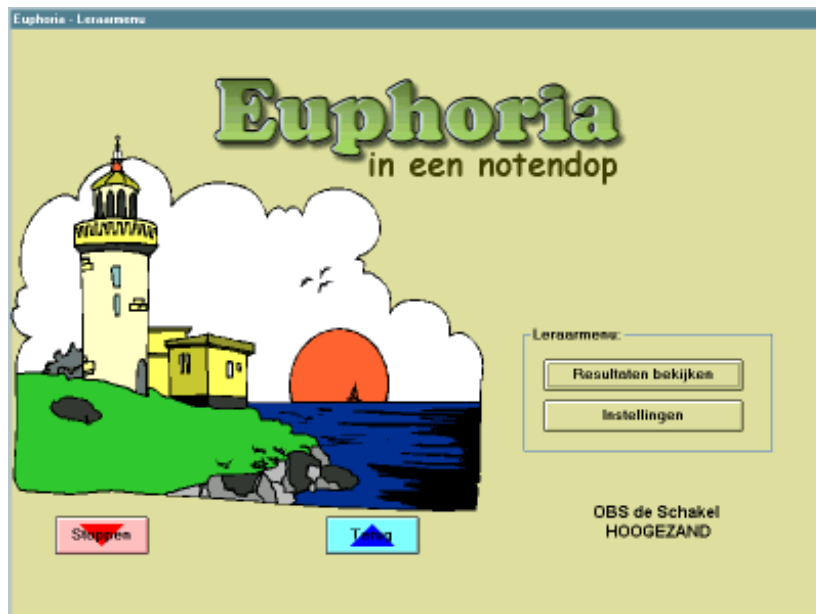 Euphoria - Leraarmenu
Euphoria
in een notendop
Leraarmenu:
Resultaten bekijken
Instellingen
OBS de Schakel
HOOGEZAND
Stoppen
Terug